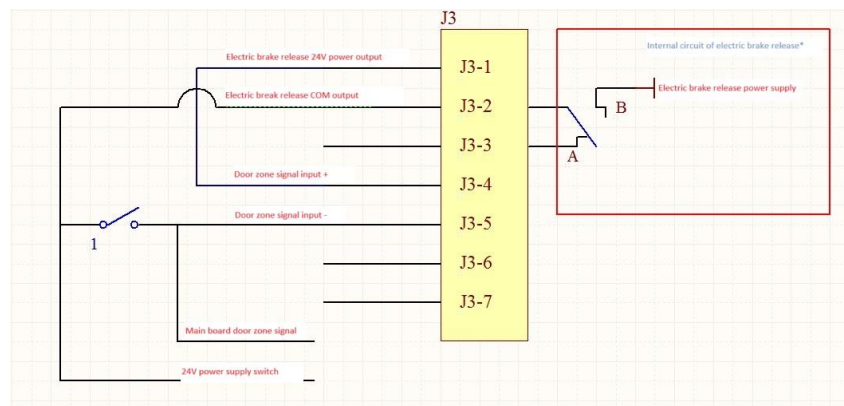 J3
Internal circuit of electric brake release*
Electric brake release 24V power output
J3-1
Electric brake release power supply
Electric break release COM output
J3-2
B
J3-3
A
Door zone signal input +
J3-4
Door zone signal input -
J3-5
1
J3-6
J3-7
Main board door zone signal
24V power supply switch